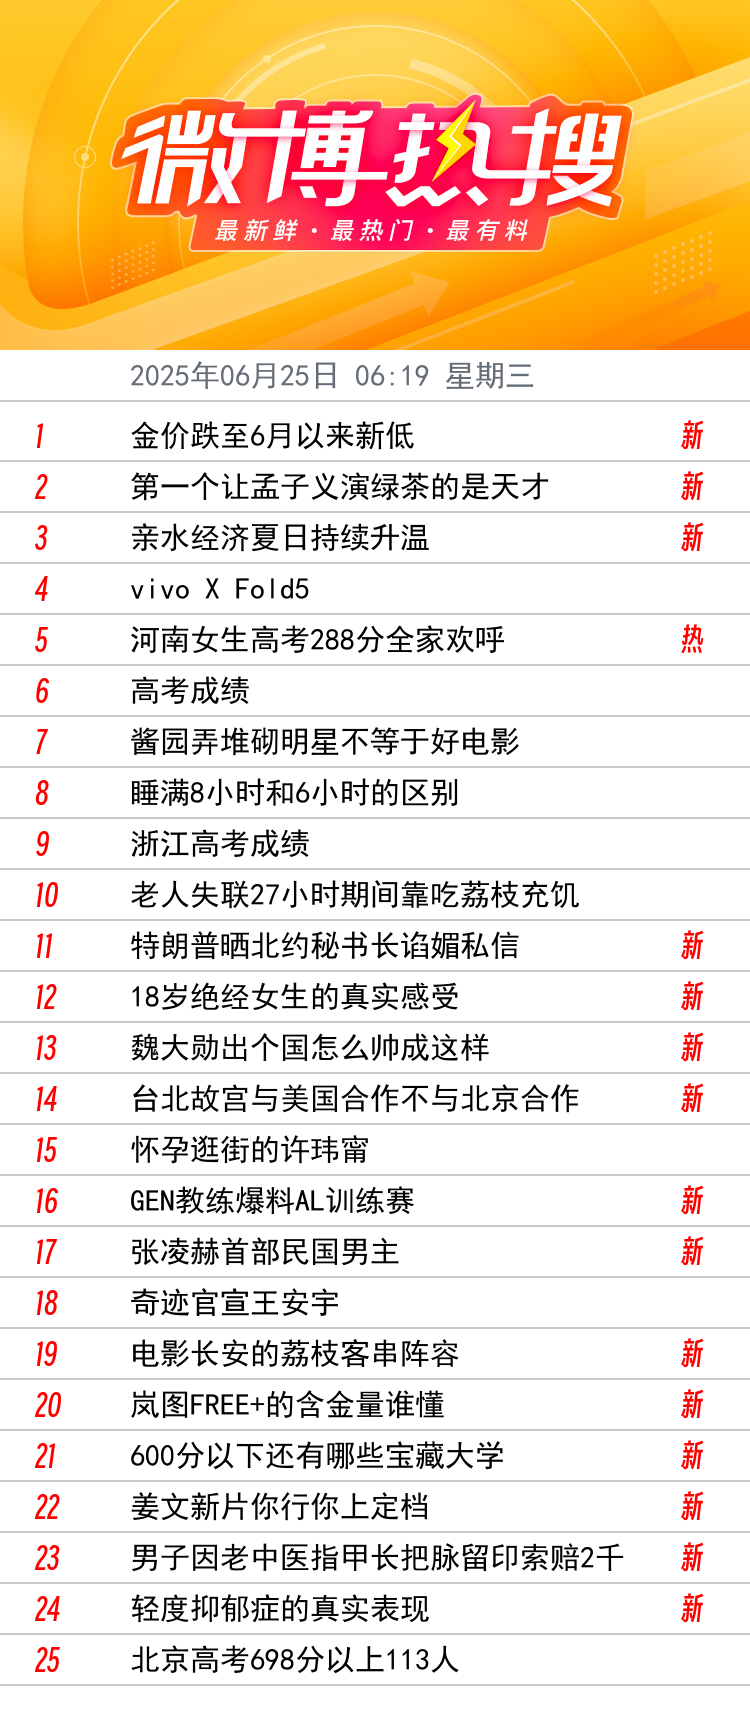 微博热搜
最新鲜·最热门·最有料
2025年06月25日 06:19 星期三
1 金价跌至6月以来新低 新
2 第一个让孟子义演绿茶的是天才 新
3 亲水经济夏日持续升温 新
4 vivo X Fold5
5 河南女生高考288分全家欢呼 热
6 高考成绩
7 酱园弄堆砌明星不等于好电影
8 睡满8小时和6小时的区别
9 浙江高考成绩
10 老人失联27小时期间靠吃荔枝充饥
11 特朗普晒北约秘书长谄媚私信 新
12 18岁绝经女生的真实感受 新
13 魏大勋出个国怎么帅成这样 新
14 台北故宫与美国合作不与北京合作 新
15 怀孕逛街的许玮甯
16 GEN教练爆料AL训练赛 新
17 张凌赫首部民国男主 新
18 奇迹官宣王安宇
19 电影长安的荔枝客串阵容 新
20 岚图FREE+的含金量谁懂 新
21 600分以下还有哪些宝藏大学 新
22 姜文新片你行你上定档 新
23 男子因老中医指甲长把脉留印索赔2千 新
24 轻度抑郁症的真实表现 新
25 北京高考698分以上113人